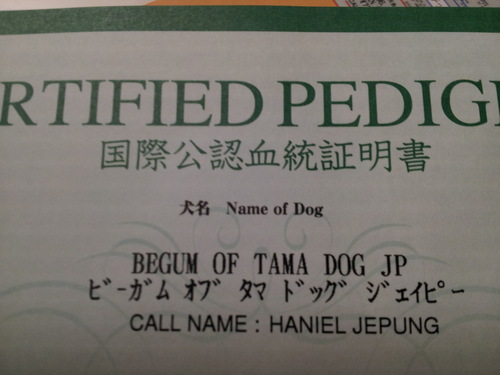 RTIFIED PEDIG
国際公認血統証明書
犬名 Name of Dog
BEGUM OF TAMA DOG JP
ﾋﾞｰｶﾞﾑ ｵﾌﾞ ﾀﾏ ﾄﾞｯｸﾞ ｼﾞｪｲﾋﾟｰ
CALL NAME : HANIEL JEPUNG